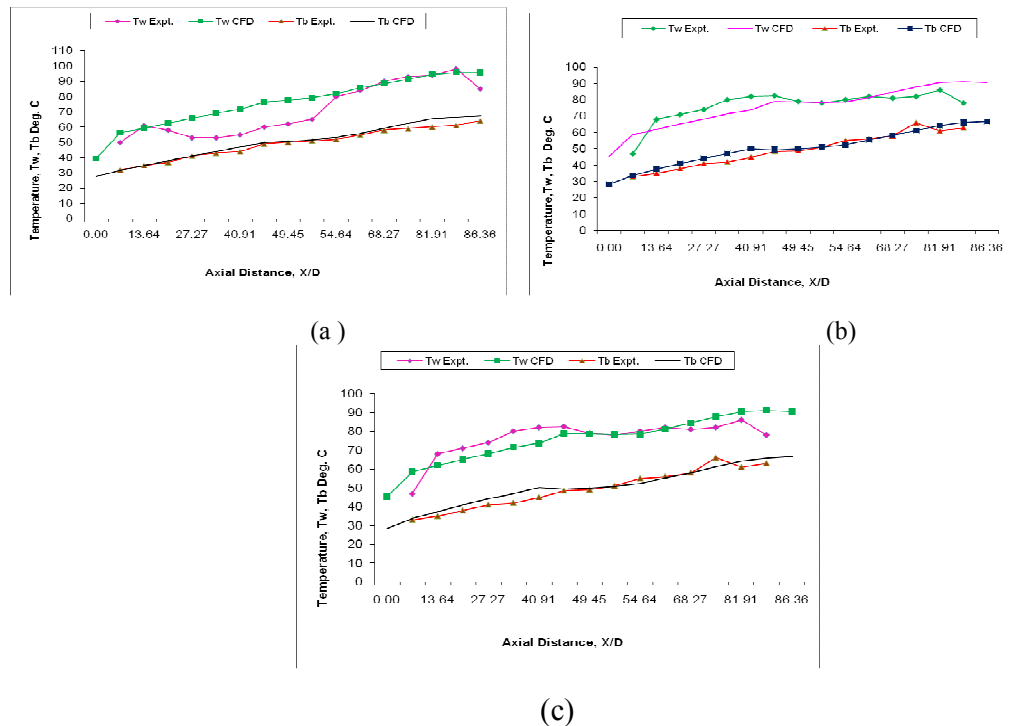 Tw Expt. Tw CFD Tb Expt. Tb CFD
110
100
90
80
70
60
50
40
30
20
10
0
Temperature, Tw, Tb Deg. C
0.00 13.64 27.27 40.91 49.45 54.64 68.27 81.91 86.36
Axial Distance, X/D
(a )
Tw Expt. Tw CFD Tb Expt. Tb CFD
100
90
80
70
60
50
40
30
20
10
0
Temperature,Tw, Tb Deg. C
0.00 13.64 27.27 40.91 49.45 54.64 68.27 81.91 86.36
Axial Distance, X/D
(b)
Tw Expt. Tw CFD Tb Expt. Tb CFD
100
90
80
70
60
50
40
30
20
10
0
Temperature, Tw, Tb Deg. C
0.00 13.64 27.27 40.91 49.45 54.64 68.27 81.91 86.36
Axial Distance, X/D
(c)